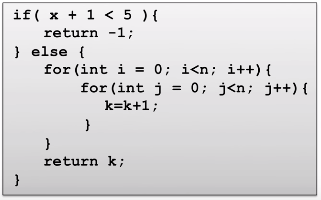 if( x + 1 < 5 ){
return -1;
} else {
for(int i = 0; i<n; i++){
for(int j = 0; j<n; j++){
k=k+1;
}
}
return k;
}